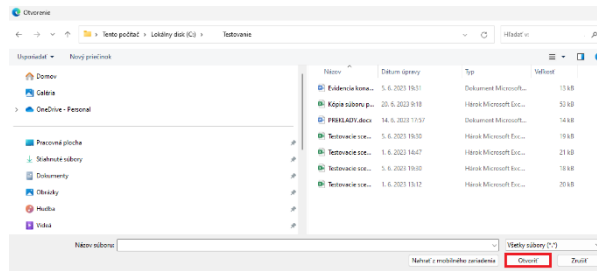 Otvorenie
Tento počítač > Lokálny disk (C:) > Testovanie
Hľadať v:
Usporiadať Nový priečinok
Názov Dátum úpravy Typ Veľkosť
Domov
Galéria
OneDrive - Personal
Pracovná plocha
Stiahnuté súbory
Dokumenty
Obrázky
Hudba
Videá
Evidencia kona... 5. 6. 2023 19:51 Dokument Microsoft... 13 kB
Kópia súboru p... 20. 6. 2023 9:18 Hárok Microsoft Exc... 53 kB
PREKLADY.docx 14. 6. 2023 17:57 Dokument Microsoft... 14 kB
Testovacie sce... 5. 6. 2023 19:50 Hárok Microsoft Exc... 19 kB
Testovacie sce... 1. 6. 2023 14:47 Hárok Microsoft Exc... 21 kB
Testovacie sce... 5. 6. 2023 19:30 Hárok Microsoft Exc... 19 kB
Testovacie sce... 1. 6. 2023 13:12 Hárok Microsoft Exc... 20 kB
Názov súboru: Všetky súbory (*.*)
Nahrať z mobilného zariadenia Otvoriť Zrušiť